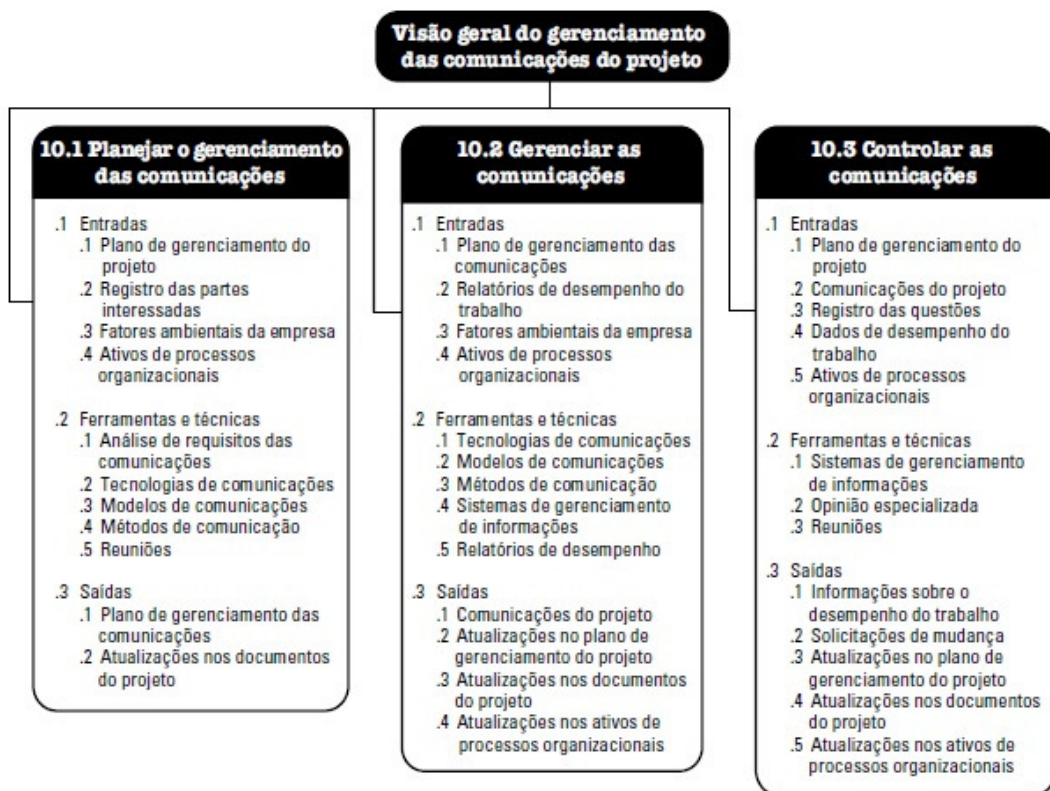 Visão geral do gerenciamento
das comunicações do projeto
10.1 Planejar o gerenciamento
das comunicações
.1 Entradas
.1 Plano de gerenciamento do
projeto
.2 Registro das partes
interessadas
.3 Fatores ambientais da empresa
.4 Ativos de processos
organizacionais
.2 Ferramentas e técnicas
.1 Análise de requisitos das
comunicações
.2 Tecnologias de comunicações
.3 Modelos de comunicações
.4 Métodos de comunicação
.5 Reuniões
.3 Saídas
.1 Plano de gerenciamento das
comunicações
.2 Atualizações nos documentos
do projeto
10.2 Gerenciar as
comunicações
.1 Entradas
.1 Plano de gerenciamento das
comunicações
.2 Relatórios de desempenho do
trabalho
.3 Fatores ambientais da empresa
.4 Ativos de processos
organizacionais
.2 Ferramentas e técnicas
.1 Tecnologias de comunicações
.2 Modelos de comunicações
.3 Métodos de comunicação
.4 Sistemas de gerenciamento
de informações
.5 Relatórios de desempenho
.3 Saídas
.1 Comunicações do projeto
.2 Atualizações no plano de
gerenciamento do projeto
.3 Atualizações nos documentos
do projeto
.4 Atualizações nos ativos de
processos organizacionais
10.3 Controlar as
comunicações
.1 Entradas
.1 Plano de gerenciamento do
projeto
.2 Comunicações do projeto
.3 Registro das questões
.4 Dados de desempenho do
trabalho
.5 Ativos de processos
organizacionais
.2 Ferramentas e técnicas
.1 Sistemas de gerenciamento
de informações
.2 Opinião especializada
.3 Reuniões
.3 Saídas
.1 Informações sobre o
desempenho do trabalho
.2 Solicitações de mudança
.3 Atualizações no plano de
gerenciamento do projeto
.4 Atualizações nos documentos
do projeto
.5 Atualizações nos ativos de
processos organizacionais